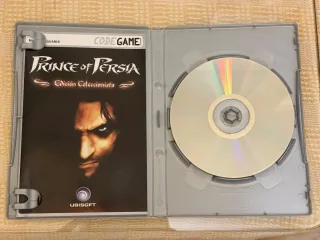 CODEGAME
PRINCE OF PERSIA
Edición Coleccionista
UBISOFT